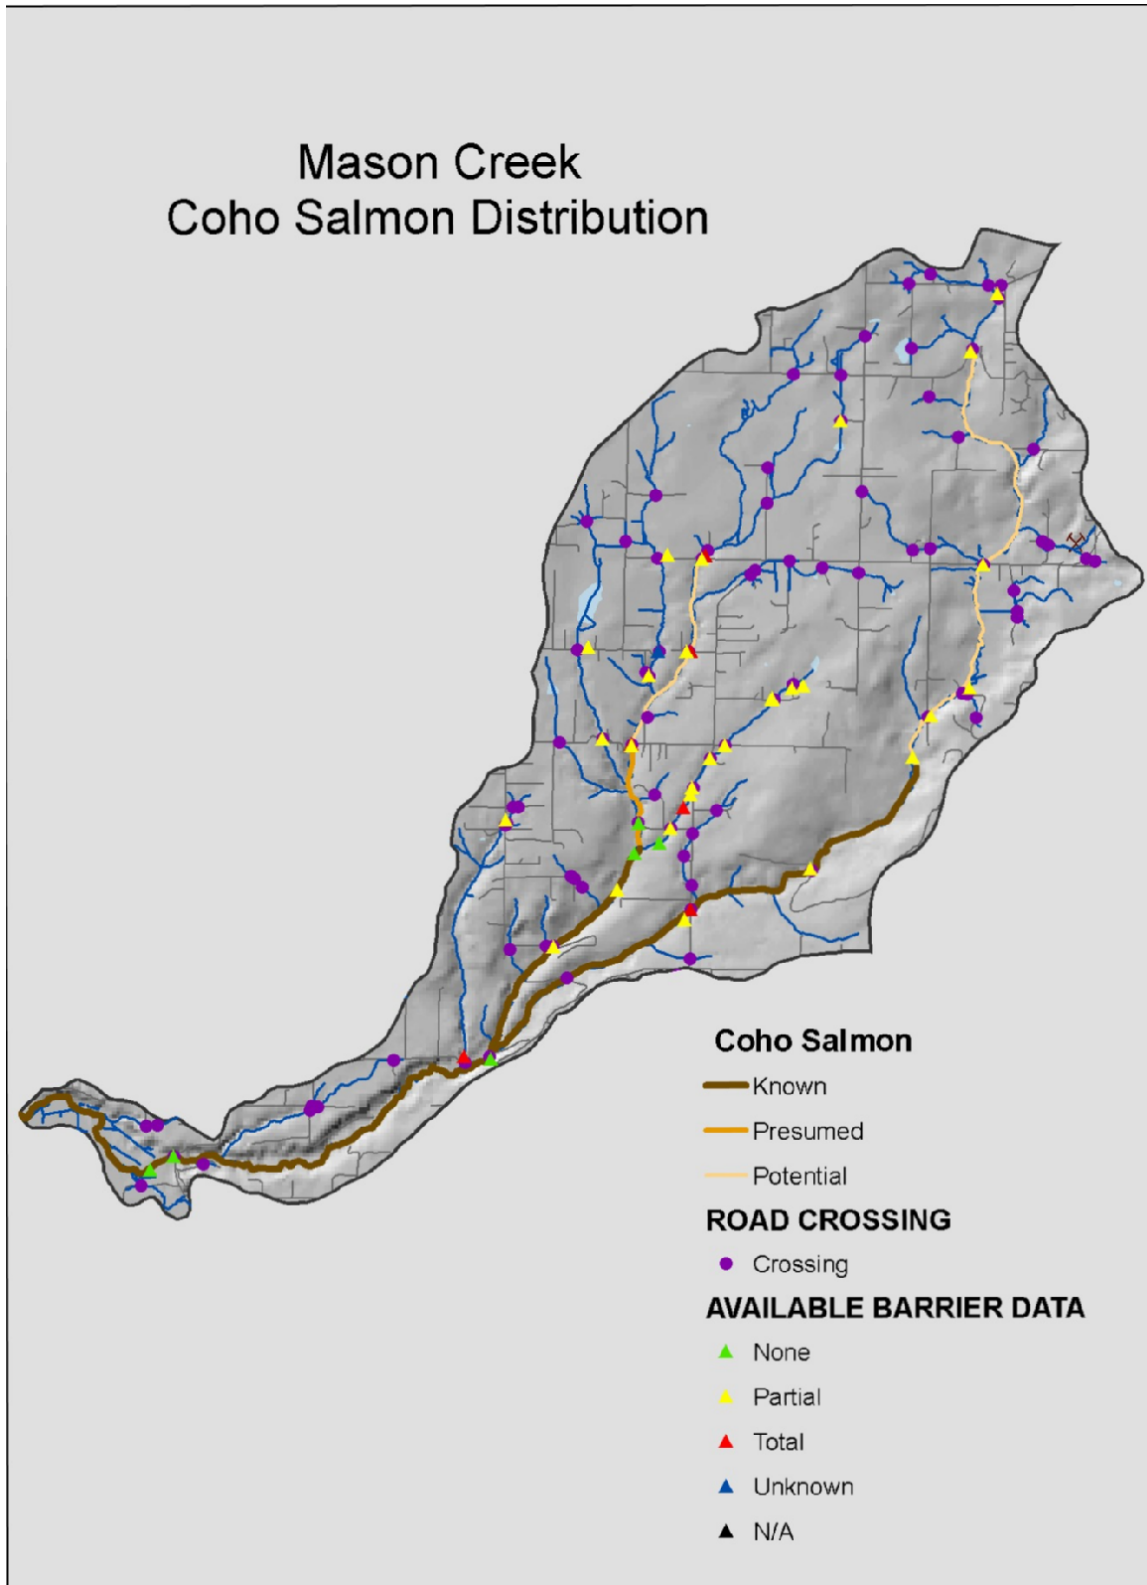 Mason Creek
Coho Salmon Distribution
Coho Salmon
Known
Presumed
Potential
ROAD CROSSING
Crossing
AVAILABLE BARRIER DATA
None
Partial
Total
Unknown
N/A